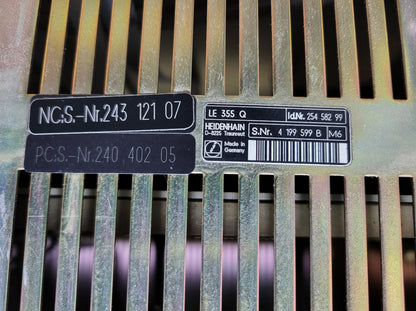 NC.S.-Nr.243 121 07
PC.S.-Nr.240 402 05
LE 355 Q Id.Nr. 254 582 99
HEIDENHAIN
D-8225 Traunreut
S.Nr. 4 199 599 B M6
Made in
Germany